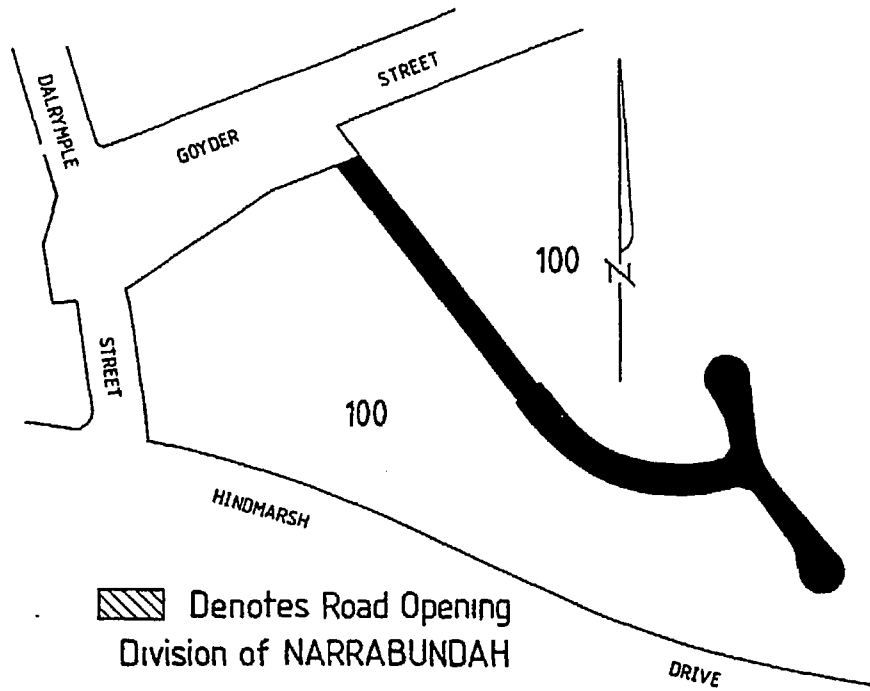 DALRYMPLE
STREET
GOYDER
STREET
100
100
HINDMARSH
DRIVE
Denotes Road Opening
Division of NARRABUNDAH